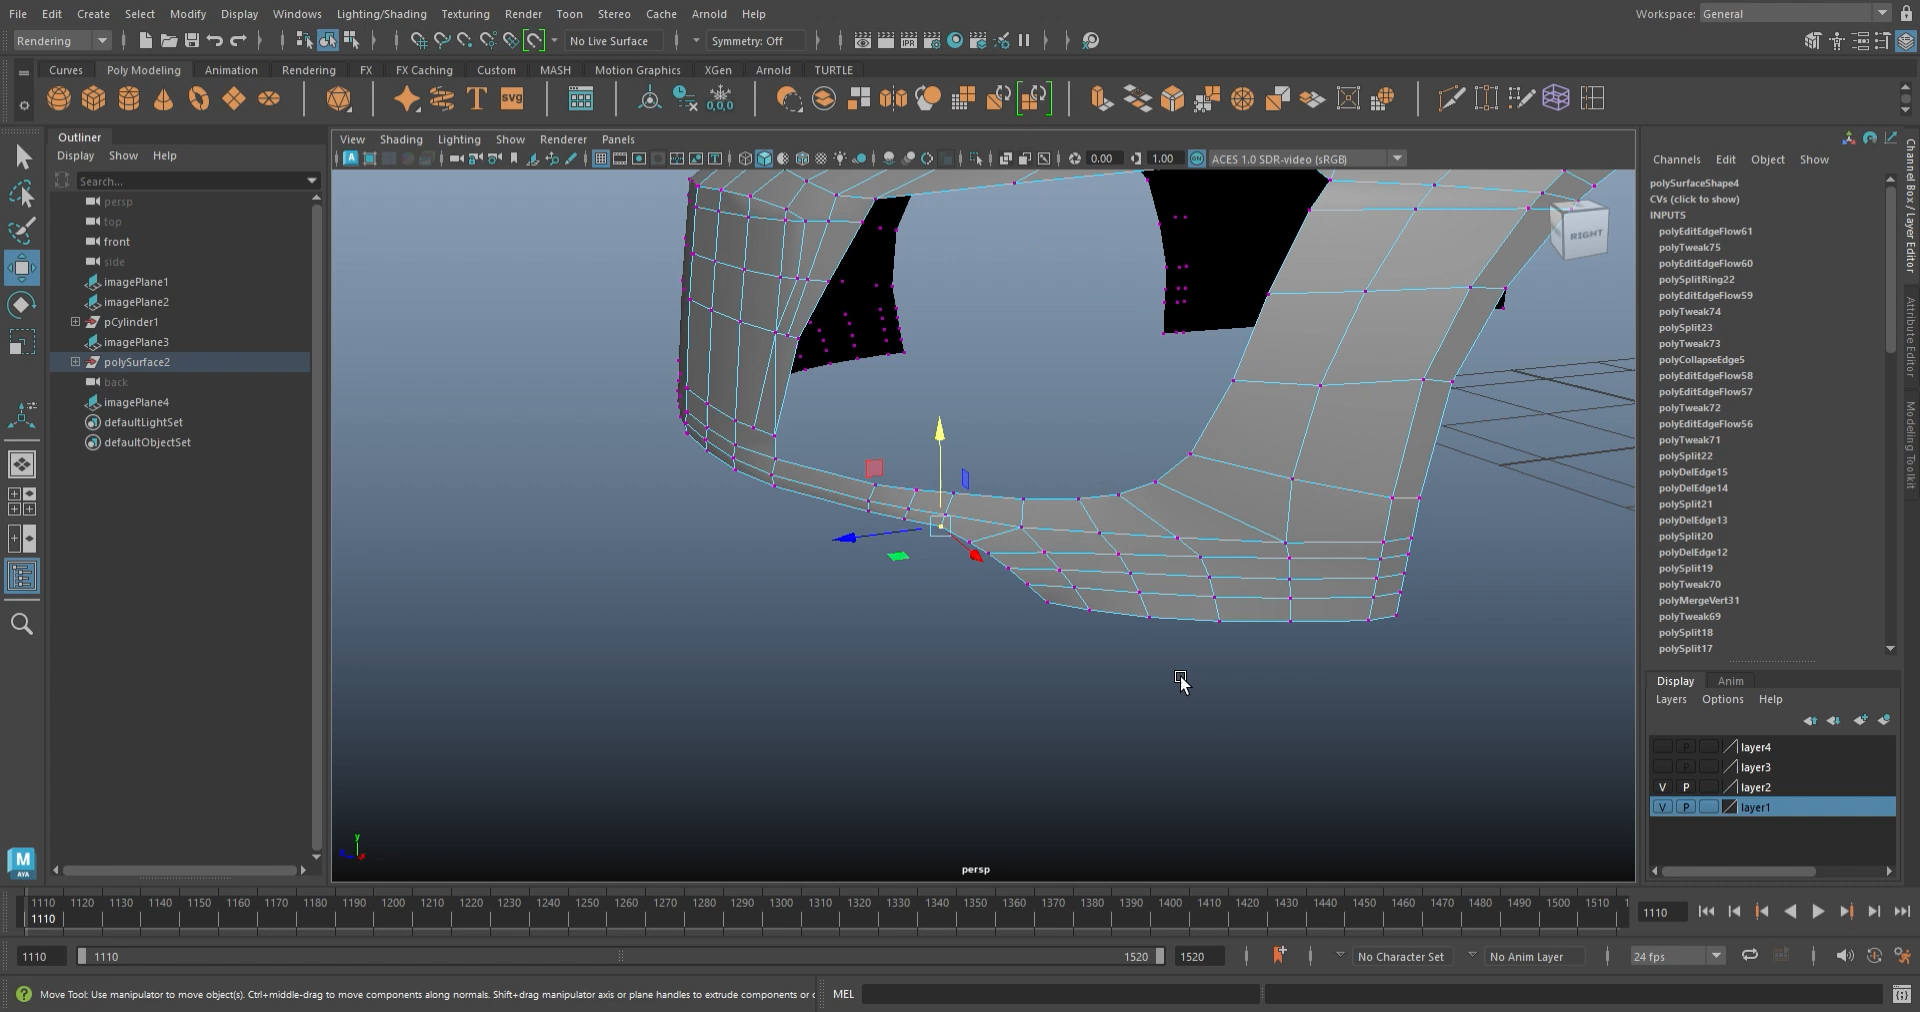 File Edit Create Select Modify Display Windows Lighting/Shading Texturing Render Toon Stereo Cache Arnold Help
Workspace: General
Rendering No Live Surface Symmetry: Off
Curves Poly Modeling Animation Rendering FX FX Caching Custom MASH Motion Graphics XGen Arnold TURTLE
Outliner
Display Show Help
Search...
persp
top
front
side
imagePlane1
imagePlane2
pCylinder1
imagePlane3
polySurface2
back
imagePlane4
defaultLightSet
defaultObjectSet
View Shading Lighting Show Renderer Panels
0.00 1.00 ACES 1.0 SDR-video (sRGB)
RIGHT
persp
Channels Edit Object Show
polySurfaceShape4
CVs (click to show)
INPUTS
polyEditEdgeFlow61
polyTweak75
polyEditEdgeFlow60
polySplitRing22
polyEditEdgeFlow59
polyTweak74
polySplit23
polyTweak73
polyCollapseEdge5
polyEditEdgeFlow58
polyEditEdgeFlow57
polyTweak72
polyEditEdgeFlow56
polyTweak71
polySplit22
polyDelEdge15
polyDelEdge14
polySplit21
polyDelEdge13
polySplit20
polyDelEdge12
polySplit19
polyTweak70
polyMergeVert31
polyTweak69
polySplit18
polySplit17
Channel Box / Layer Editor
Attribute Editor
Modeling Toolkit
Display Anim
Layers Options Help
layer4
layer3
V P layer2
V P layer1
1110 1120 1130 1140 1150 1160 1170 1180 1190 1200 1210 1220 1230 1240 1250 1260 1270 1280 1290 1300 1310 1320 1330 1340 1350 1360 1370 1380 1390 1400 1410 1420 1430 1440 1450 1460 1470 1480 1490 1500 1510 1
1110
1110
1110 1110 1520 1520 No Character Set No Anim Layer 24 fps
Move Tool: Use manipulator to move object(s). Ctrl+middle-drag to move components along normals. Shift+drag manipulator axis or plane handles to extrude components or c
MEL